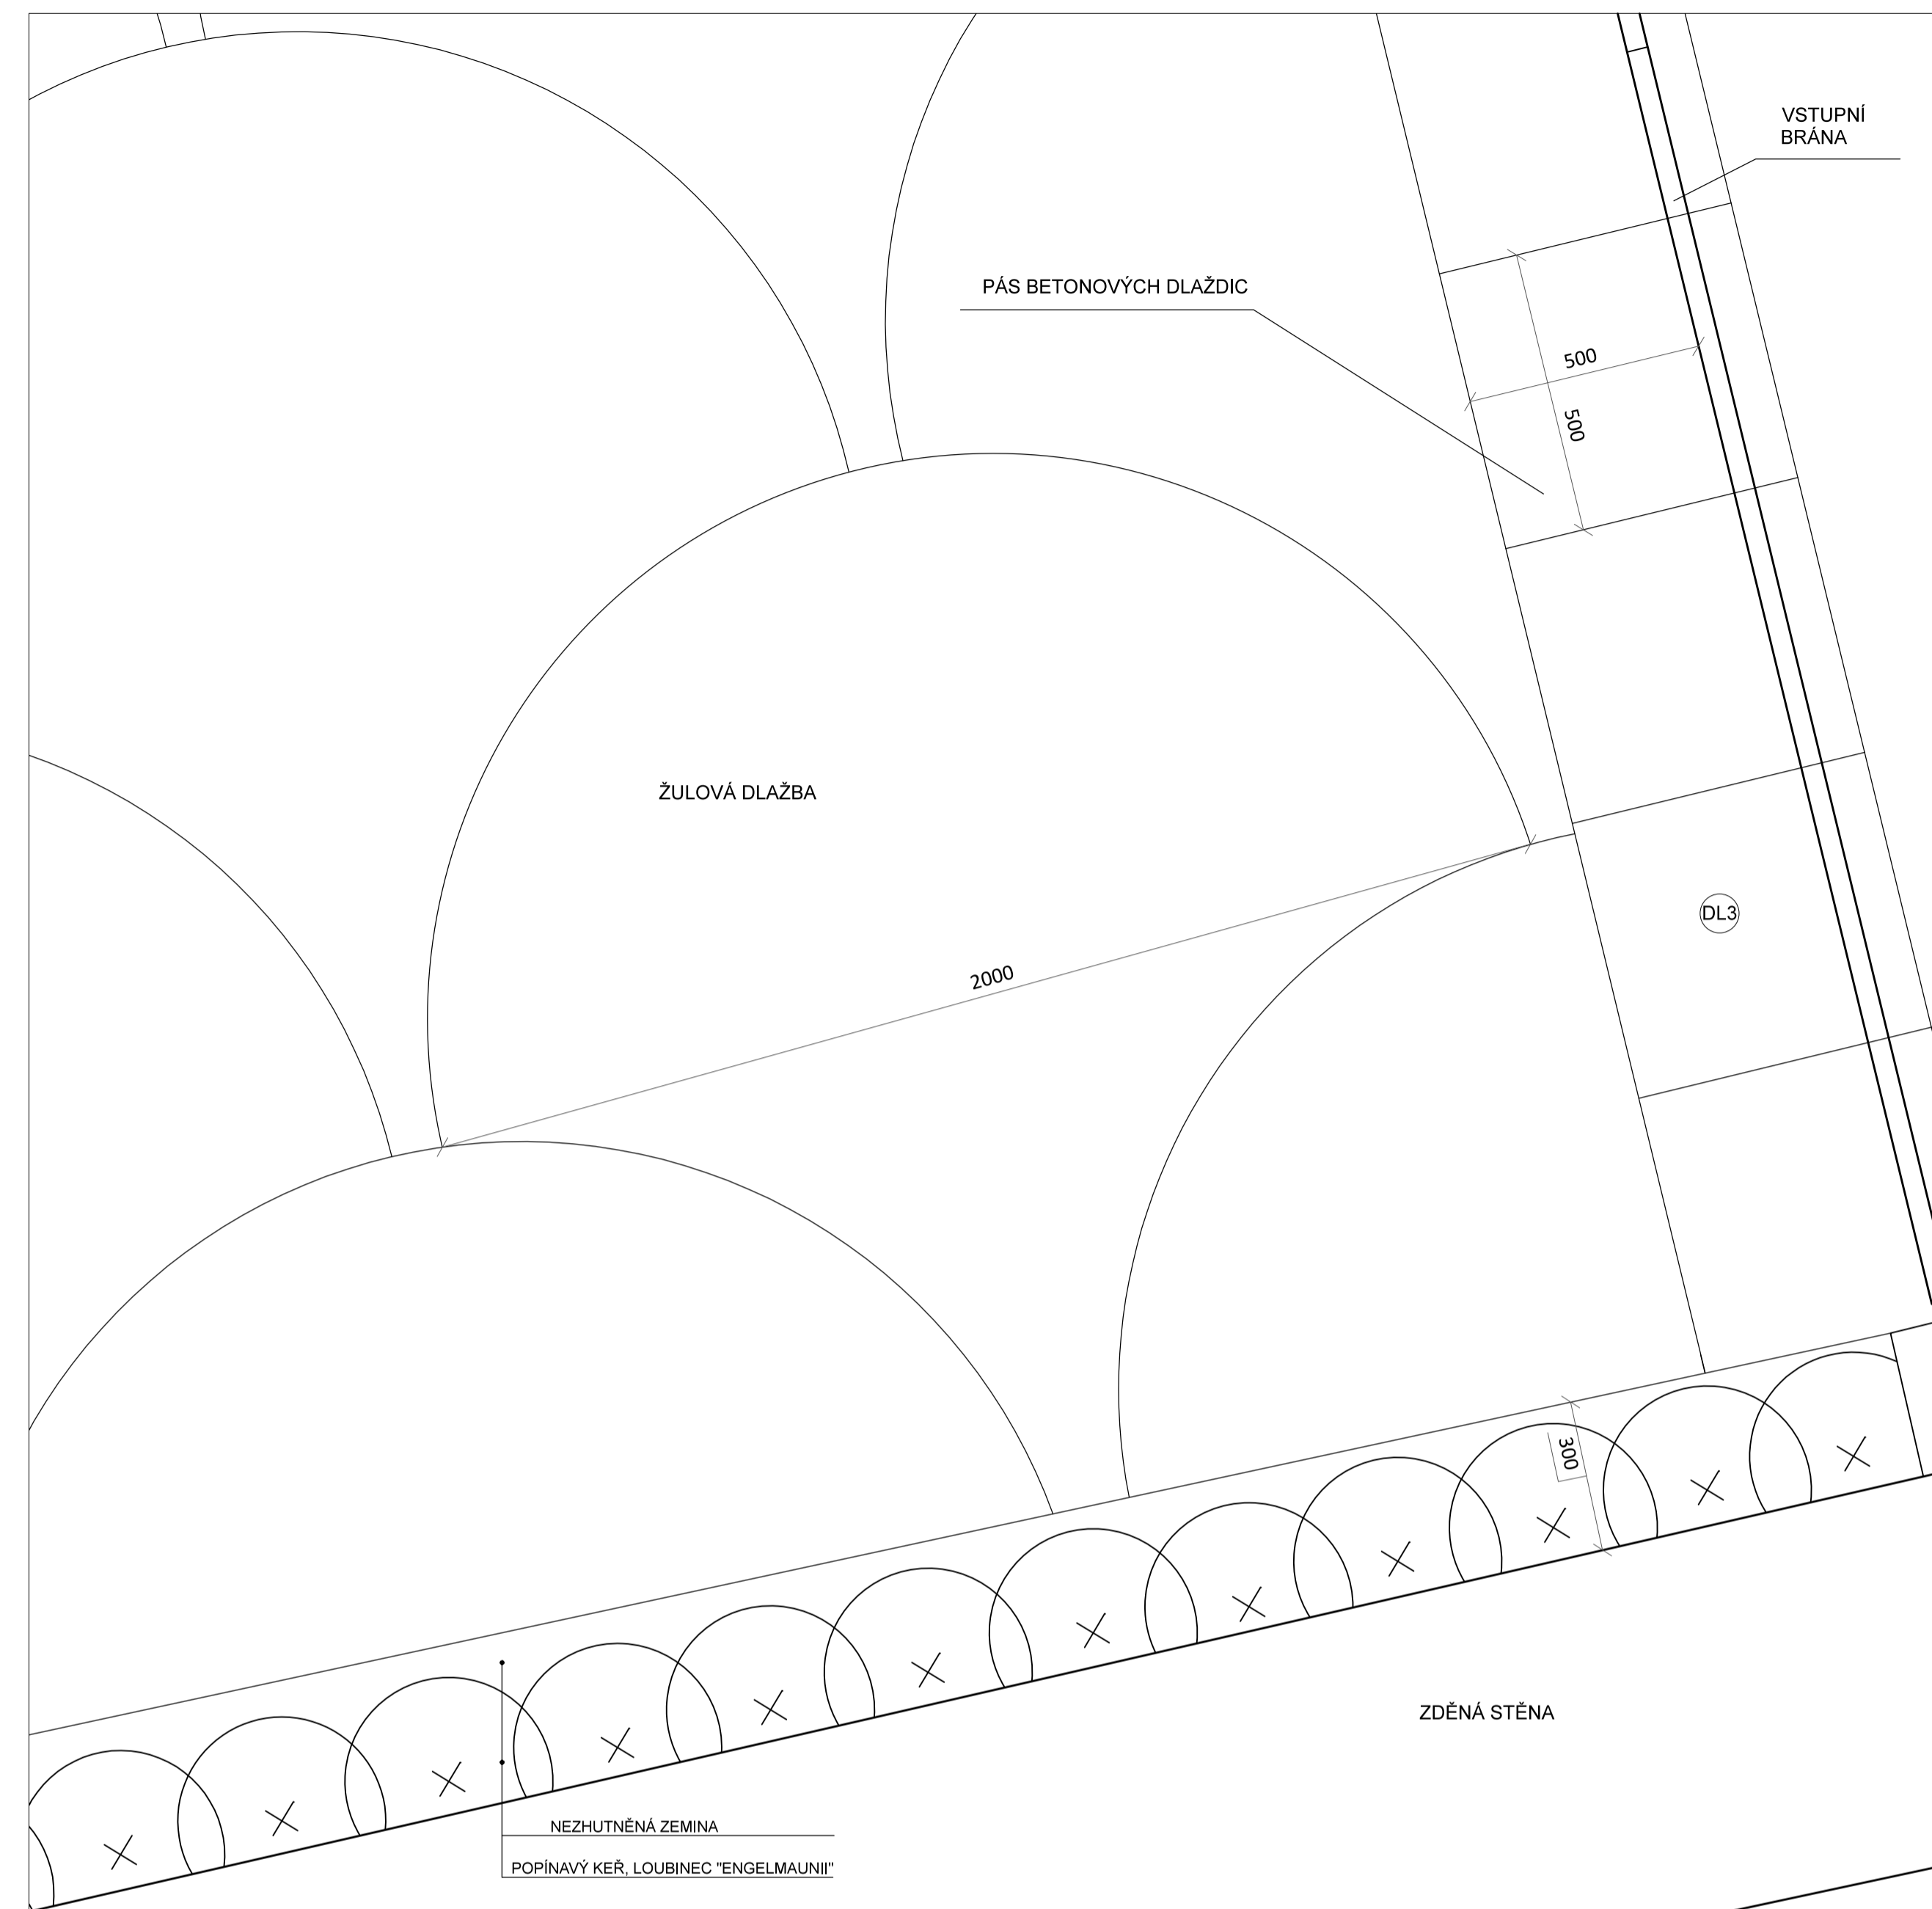 VSTUPNÍ
BRÁNA
PÁS BETONOVÝCH DLAŽDIC
500
500
ŽULOVÁ DLAŽBA
DL3
2000
300
ZDĚNÁ STĚNA
NEZHUTNĚNÁ ZEMINA
POPÍNAVÝ KEŘ, LOUBINEC "ENGELMAUNII"